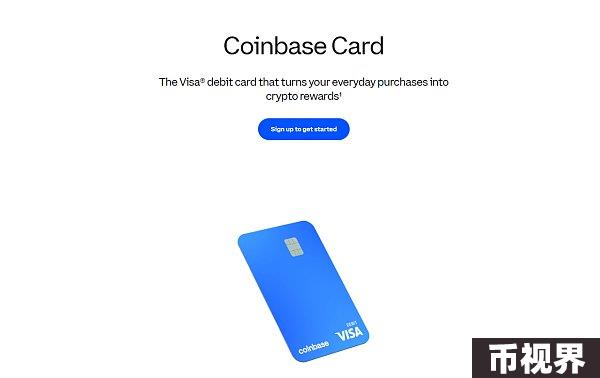 Coinbase Card
The Visa® debit card that turns your everyday purchases into
crypto rewards¹
Sign up to get started
coinbase
DEBIT
VISA
币视界